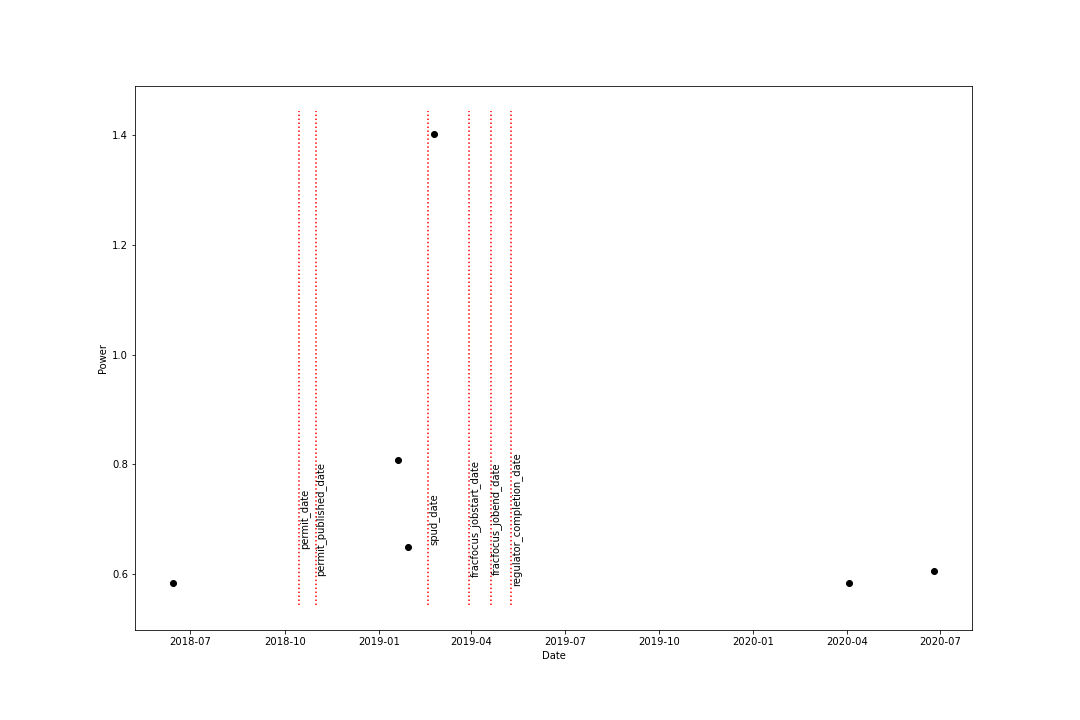 1.4
1.2
1.0
0.8
0.6
Power
permit_date
permit_published_date
spud_date
fracfocus_jobstart_date
fracfocus_jobend_date
regulator_completion_date
2018-07
2018-10
2019-01
2019-04
2019-07
2019-10
2020-01
2020-04
2020-07
Date